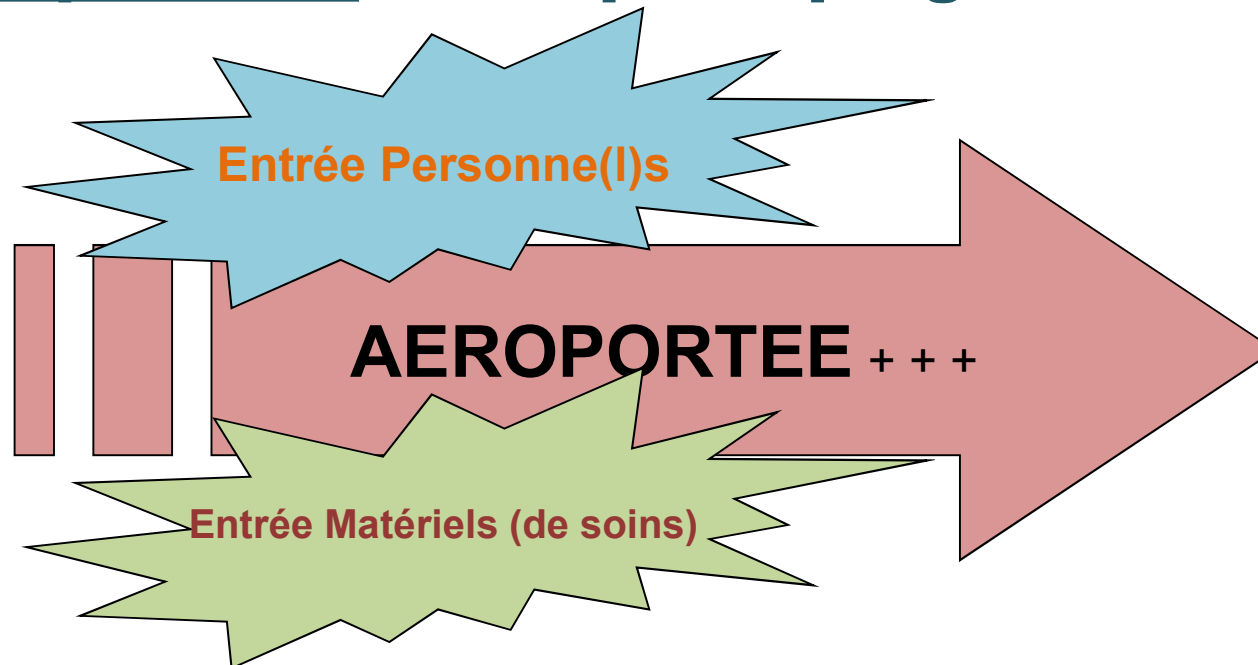 Entrée Personne(l)s
AEROPORTEE + + +
Entrée Matériels (de soins)